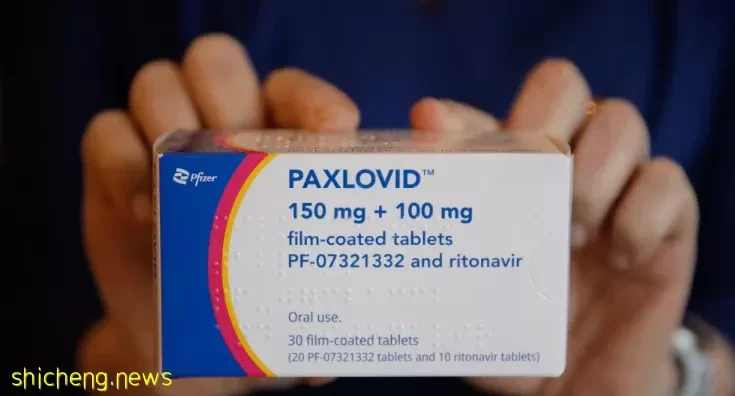 Pfizer
PAXLOVID™
150 mg + 100 mg
film-coated tablets
PF-07321332 and ritonavir
Oral use.
30 film-coated tablets
(20 PF-07321332 tablets and 10 ritonavir tablets)
shicheng.news